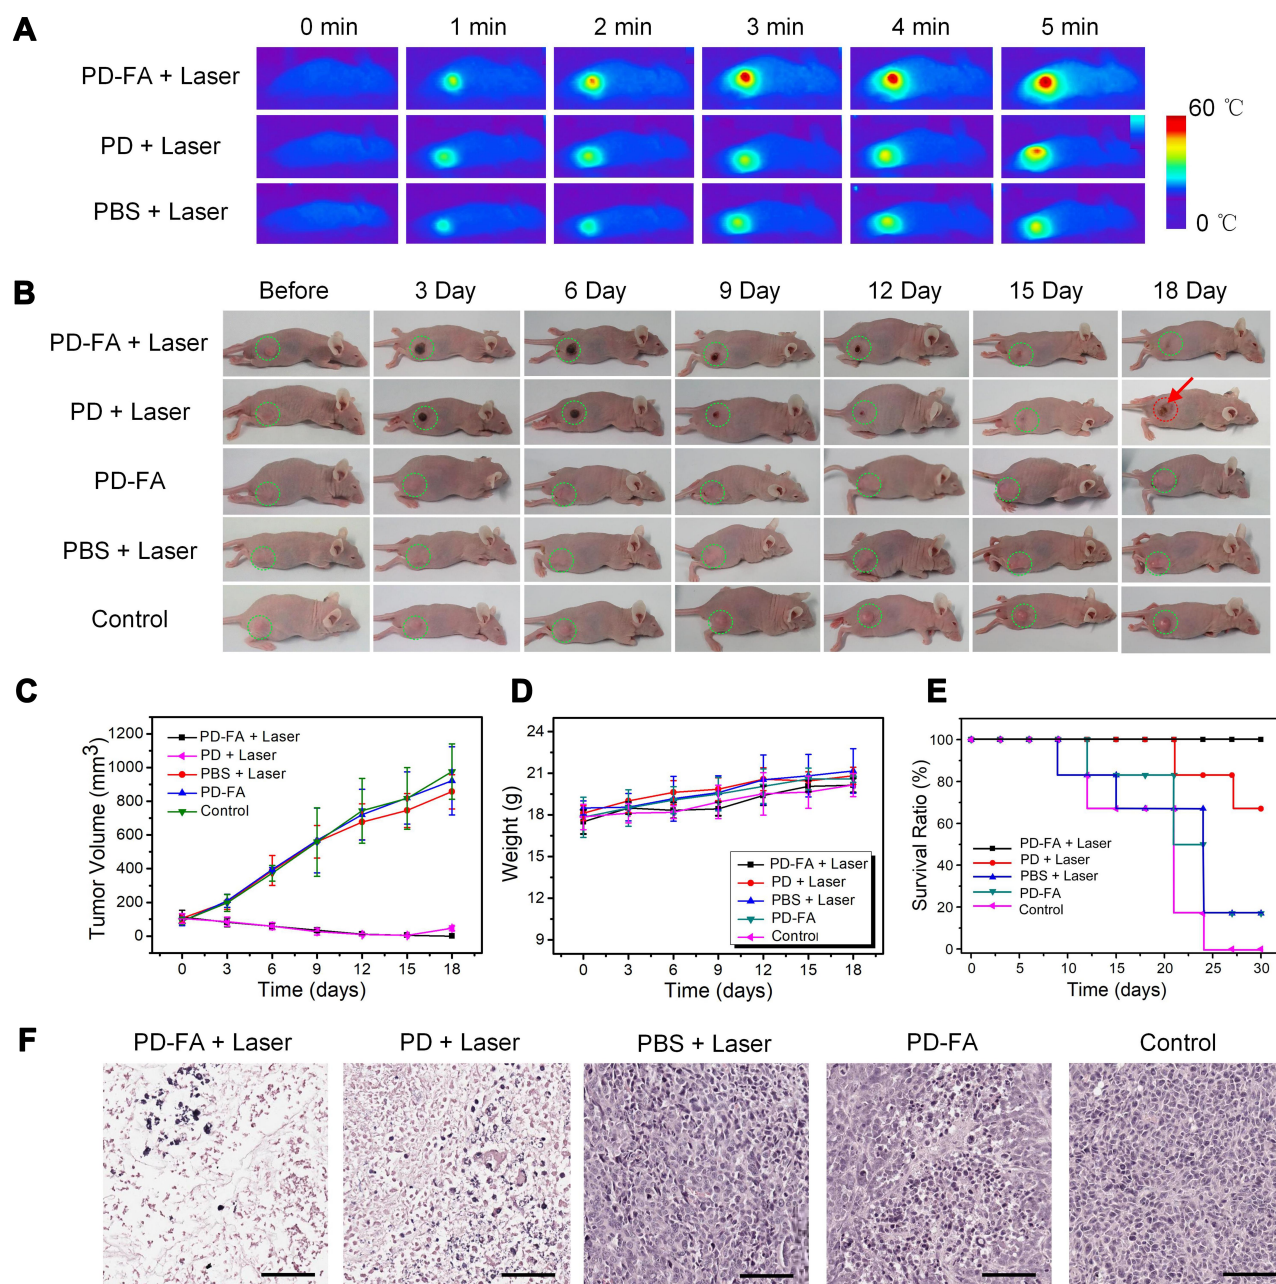 A
0 min 1 min 2 min 3 min 4 min 5 min
PD-FA + Laser
PD + Laser
PBS + Laser
60 ℃
0 ℃
B
Before 3 Day 6 Day 9 Day 12 Day 15 Day 18 Day
PD-FA + Laser
PD + Laser
PD-FA
PBS + Laser
Control
C
Tumor Volume (mm³)
1200
1000
800
600
400
200
0
PD-FA + Laser
PD + Laser
PBS + Laser
PD-FA
Control
0 3 6 9 12 15 18
Time (days)
D
Weight (g)
24
21
18
15
12
9
PD-FA + Laser
PD + Laser
PBS + Laser
PD-FA
Control
0 3 6 9 12 15 18
Time (days)
E
Survival Ratio (%)
100
80
60
40
20
0
PD-FA + Laser
PD + Laser
PBS + Laser
PD-FA
Control
0 5 10 15 20 25 30
Time (days)
F
PD-FA + Laser PD + Laser PBS + Laser PD-FA Control